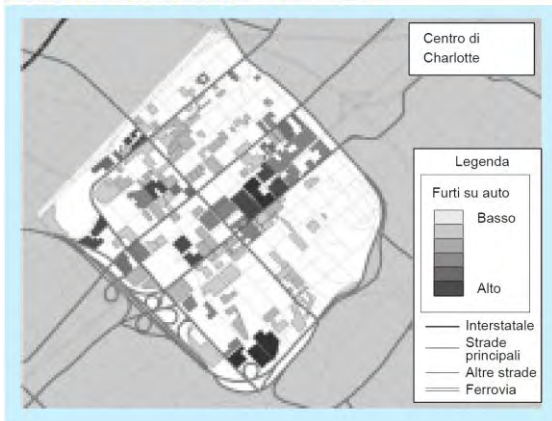 Centro di
Charlotte
Legenda
Furti su auto
Basso
Alto
Interstatale
Strade
principali
Altre strade
Ferrovia